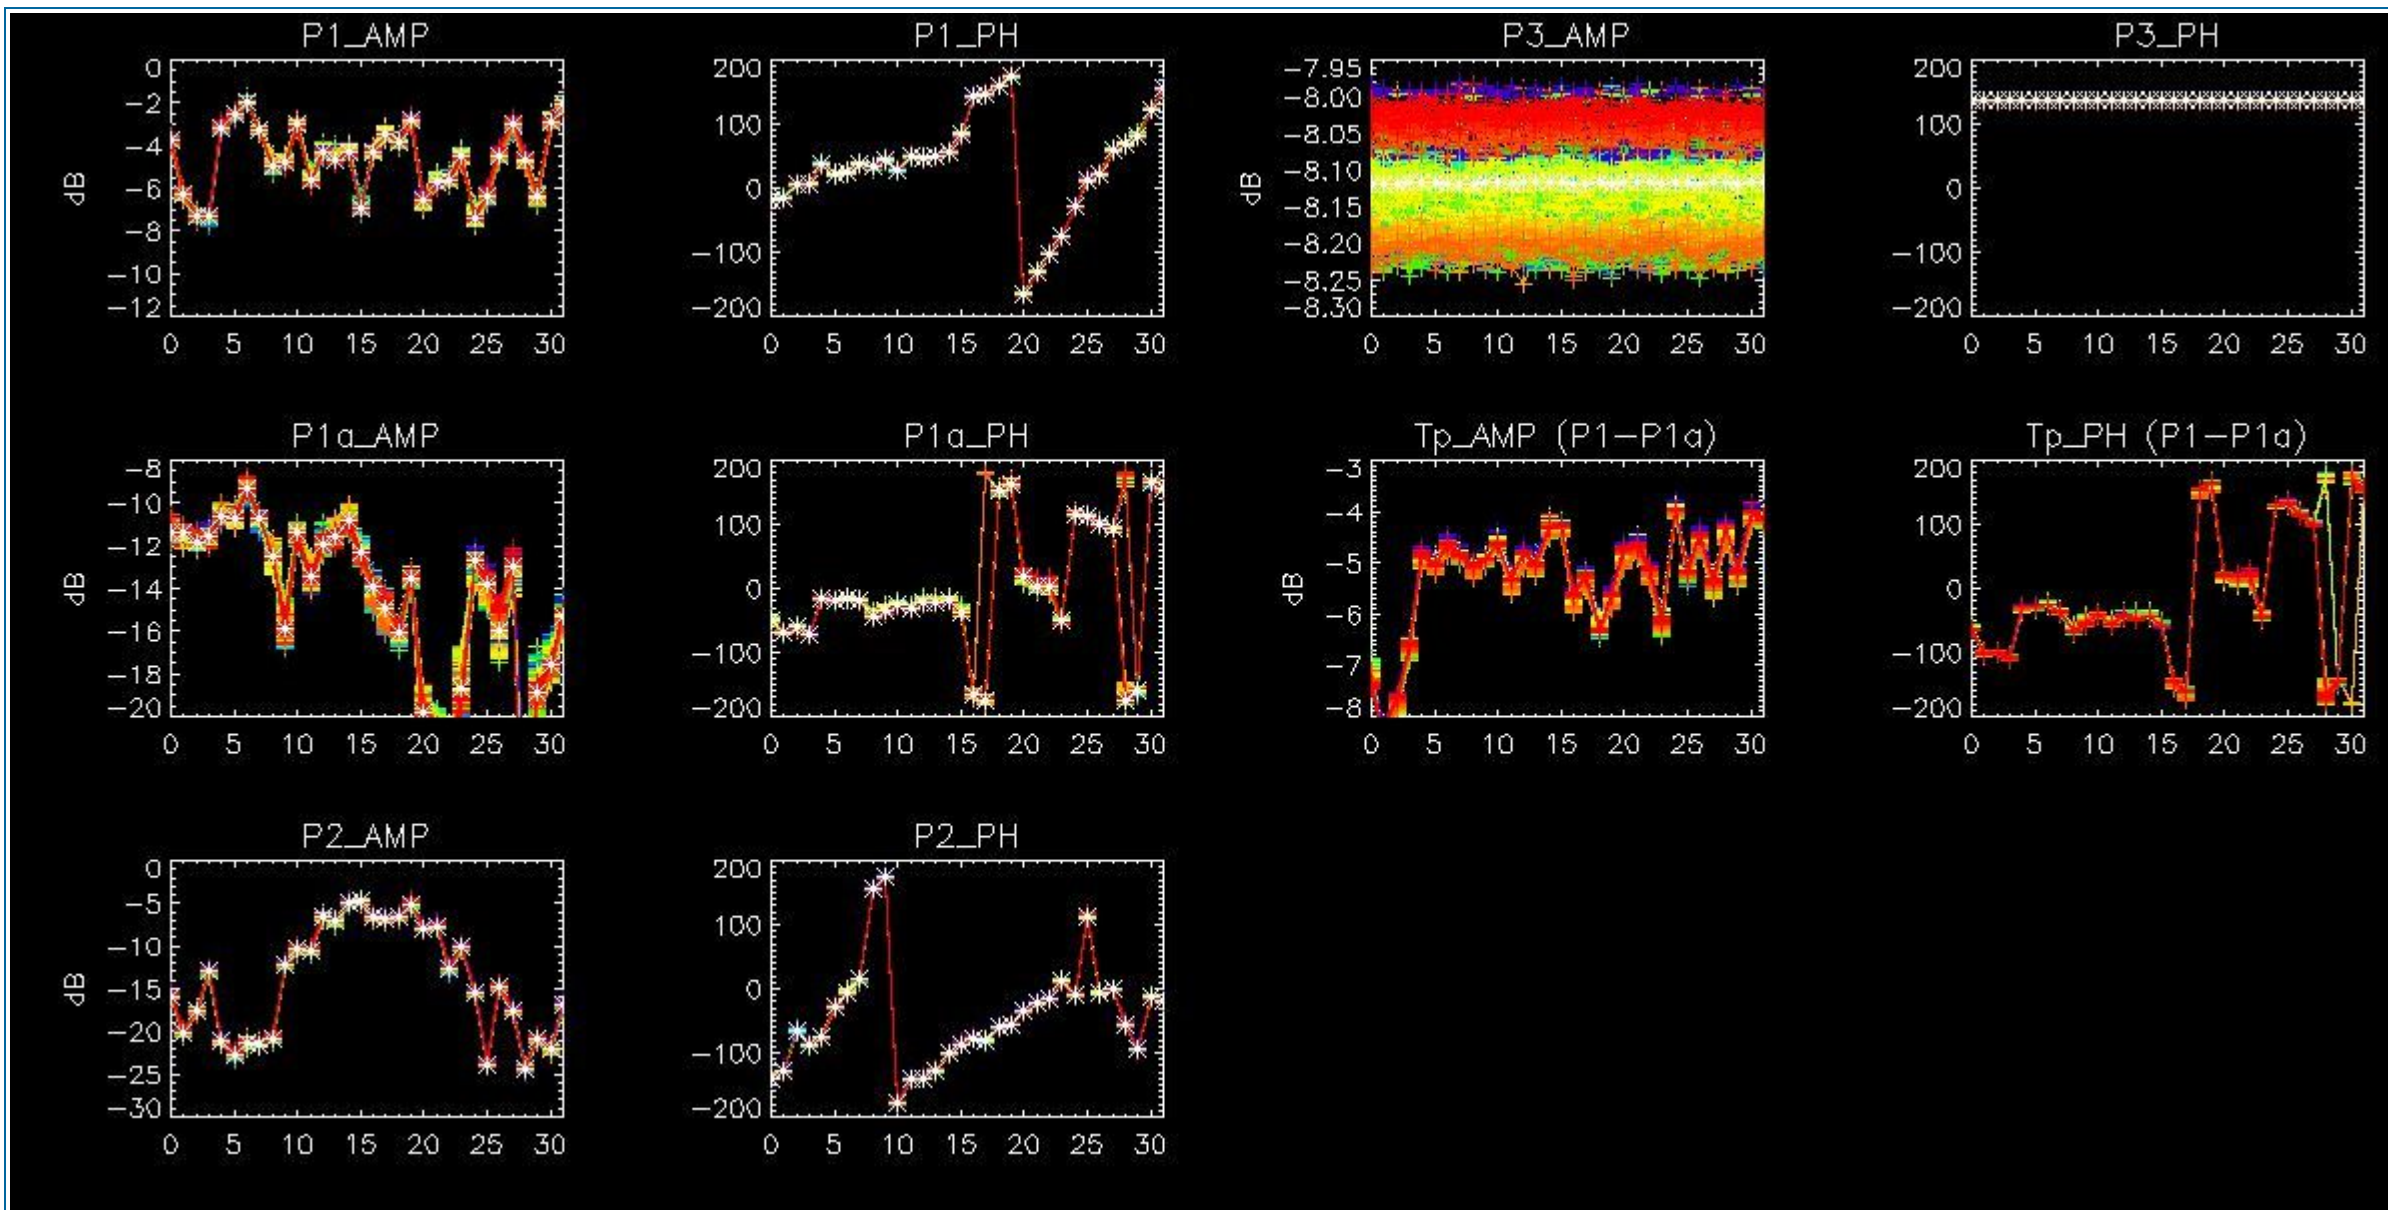 P1_AMP P1_PH P3_AMP P3_PH
0 200 -7.95 200
-2 -8.00
100 -8.05 100
-4
dB -6 0 dB -8.10 0
-8 -8.15
-100 -8.20 -100
-10 -8.25
-12 -200 -8.30 -200
0 5 10 15 20 25 30 0 5 10 15 20 25 30 0 5 10 15 20 25 30 0 5 10 15 20 25 30
P1a_AMP P1a_PH Tp_AMP (P1-P1a) Tp_PH (P1-P1a)
-8 200 -3 200
-10 100 -4 100
-12
dB -14 0 dB -5 0
-16 -6
-100 -100
-18 -7
-20 -200 -8 -200
0 5 10 15 20 25 30 0 5 10 15 20 25 30 0 5 10 15 20 25 30 0 5 10 15 20 25 30
P2_AMP P2_PH
0 200
-5 100
-10
dB -15 0
-20 -100
-25
-30 -200
0 5 10 15 20 25 30 0 5 10 15 20 25 30